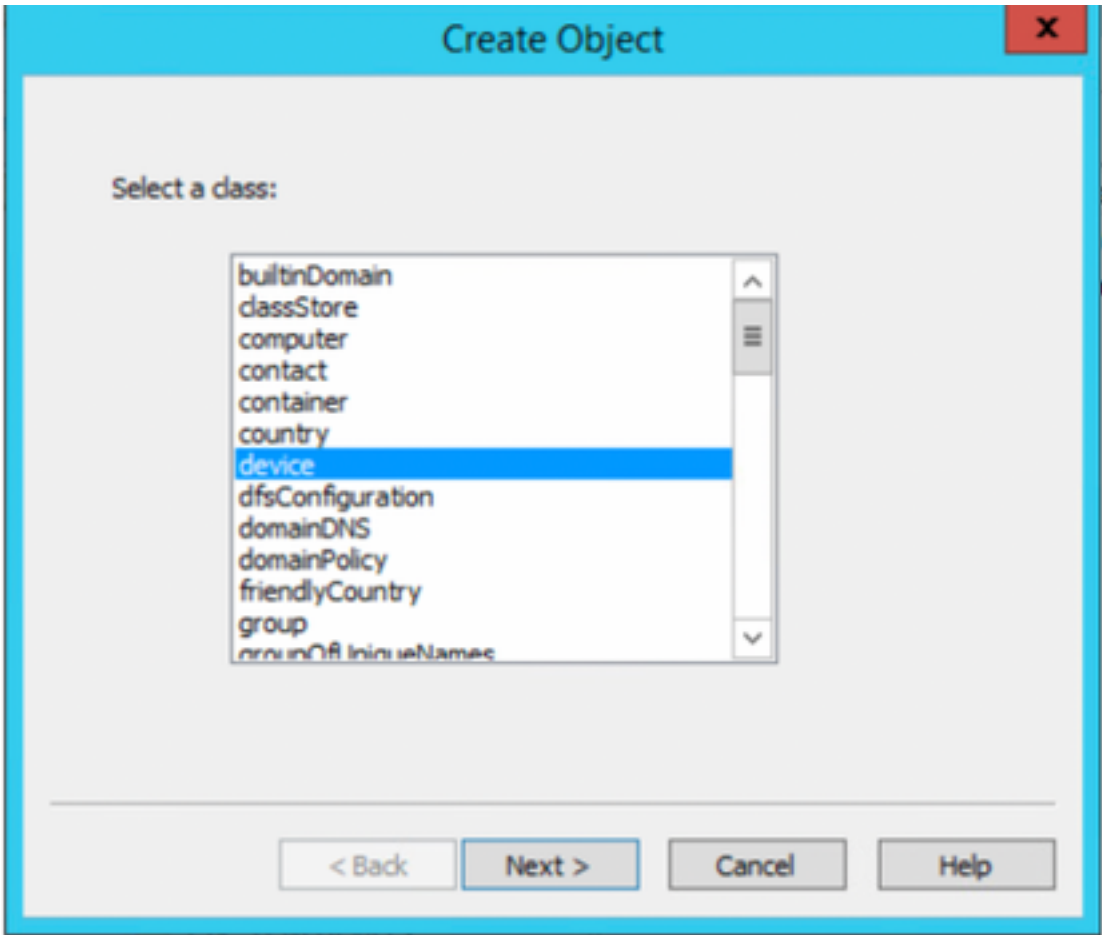 Create Object
x
Select a class:
builtinDomain
classStore
computer
contact
container
country
device
dfsConfiguration
domainDNS
domainPolicy
friendlyCountry
group
groupOfUniqueNames
< Back
Next >
Cancel
Help